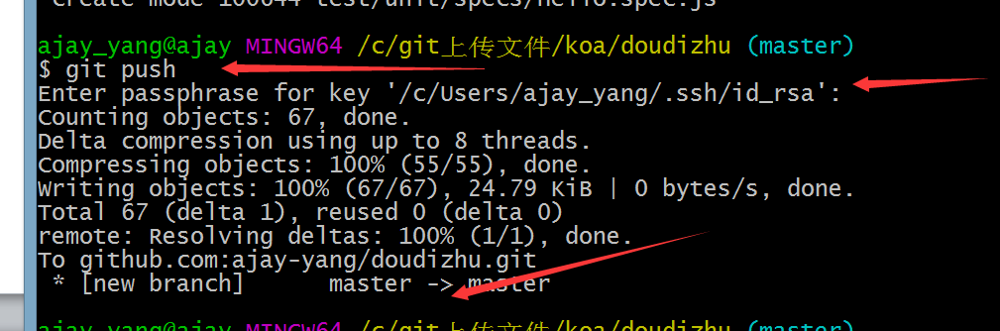 create mode 100644 test/unit/specs/Hello.spec.js
ajay_yang@ajay MINGW64 /c/git上传文件/koa/doudizhu (master)
$ git push
Enter passphrase for key '/c/Users/ajay_yang/.ssh/id_rsa':
Counting objects: 67, done.
Delta compression using up to 8 threads.
Compressing objects: 100% (55/55), done.
Writing objects: 100% (67/67), 24.79 KiB | 0 bytes/s, done.
Total 67 (delta 1), reused 0 (delta 0)
remote: Resolving deltas: 100% (1/1), done.
To github.com:ajay-yang/doudizhu.git
 * [new branch]      master -> master
ajay_yang@ajay MINGW64 /c/git上传文件/koa/doudizhu (master)